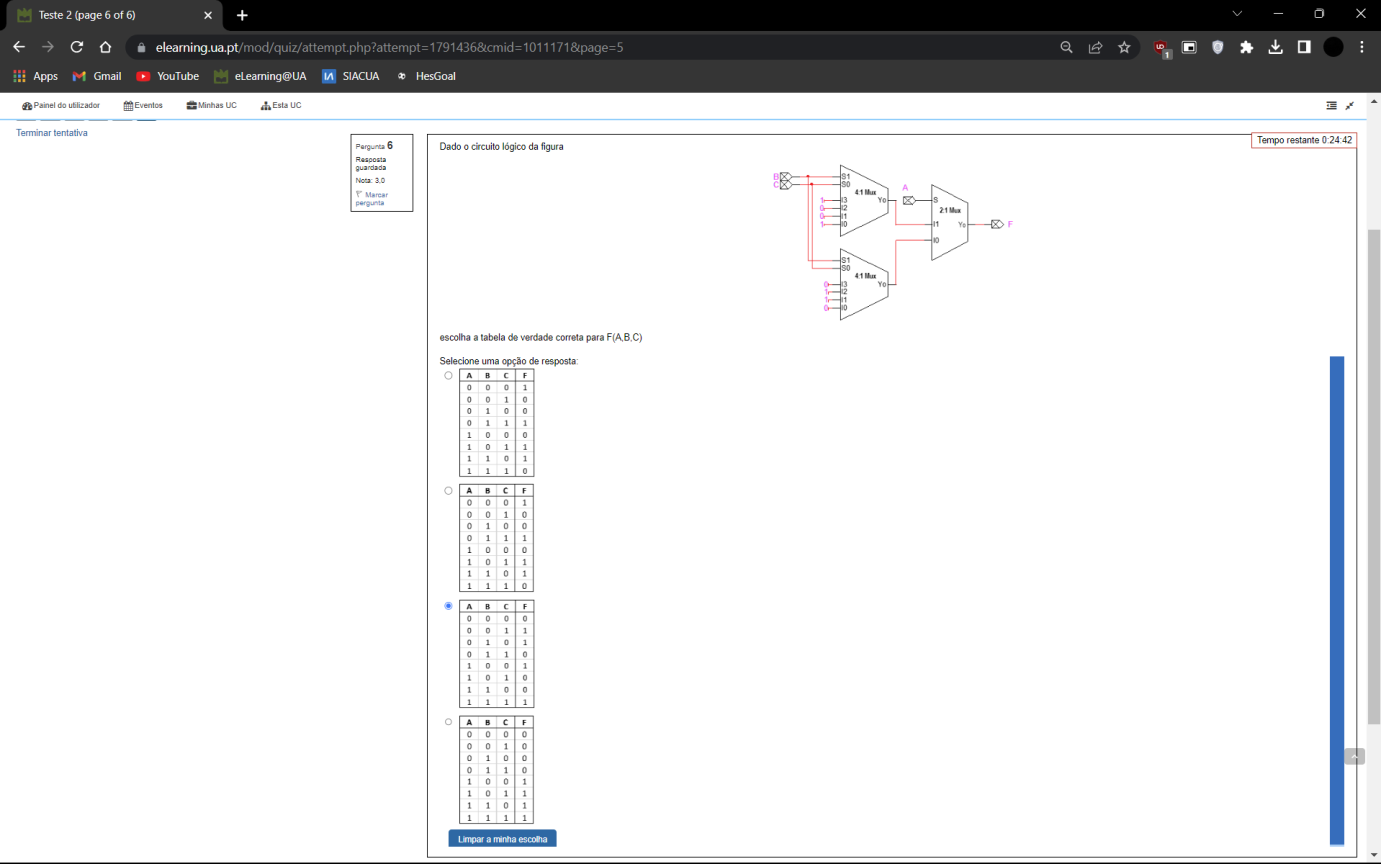 Teste 2 (page 6 of 6)
elearning.ua.pt/mod/quiz/attempt.php?attempt=1791436&cmid=1011171&page=5
1
Apps Gmail YouTube eLearning@UA SIACUA HesGoal
Painel do utilizador Eventos Minhas UC Esta UC
Terminar tentativa
Pergunta 6
Resposta
guardada
Nota: 3,0
Marcar
pergunta
Tempo restante 0:24:42
Dado o circuito lógico da figura
B
C
S1
S0
4:1 Mux
1 I3
0 I2
0 I1
1 I0
Yo
S1
S0
4:1 Mux
0 I3
1 I2
1 I1
0 I0
Yo
A
S
2:1 Mux
I1
I0
Yo
F
escolha a tabela de verdade correta para F(A,B,C)
Selecione uma opção de resposta:
A B C F
0 0 0 1
0 0 1 0
0 1 0 0
0 1 1 1
1 0 0 0
1 0 1 1
1 1 0 1
1 1 1 0
A B C F
0 0 0 1
0 0 1 0
0 1 0 0
0 1 1 1
1 0 0 0
1 0 1 1
1 1 0 1
1 1 1 0
A B C F
0 0 0 0
0 0 1 1
0 1 0 1
0 1 1 0
1 0 0 1
1 0 1 0
1 1 0 0
1 1 1 1
A B C F
0 0 0 0
0 0 1 0
0 1 0 0
0 1 1 0
1 0 0 1
1 0 1 1
1 1 0 1
1 1 1 1
Limpar a minha escolha